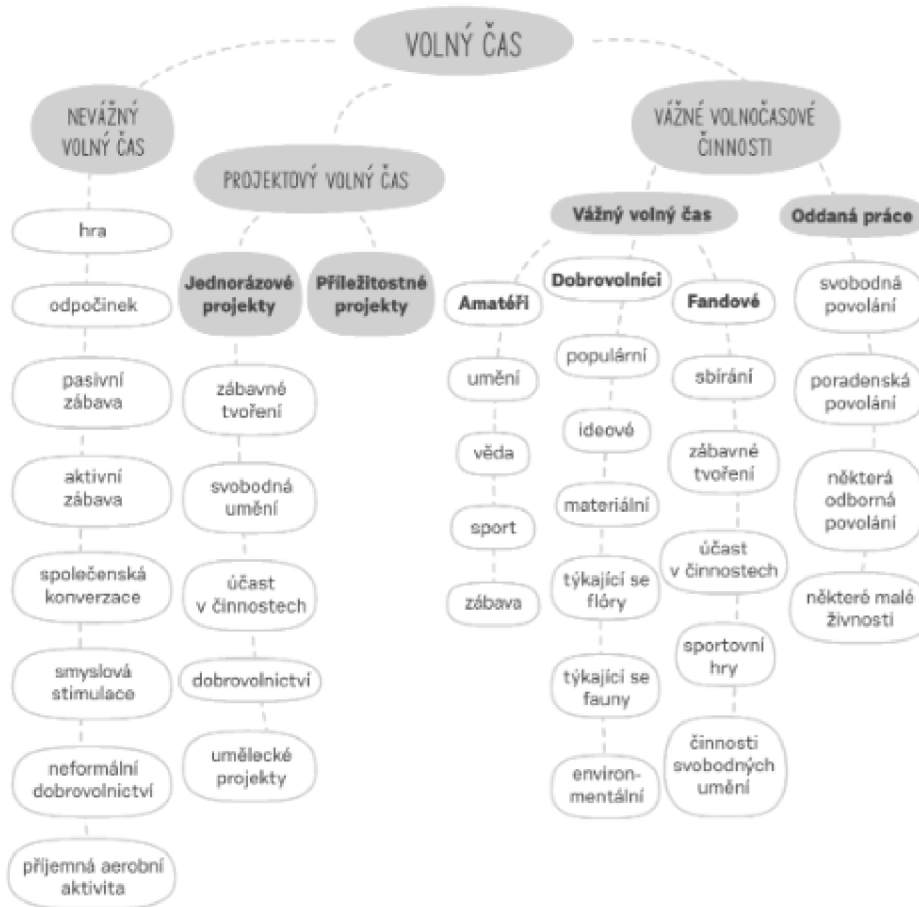 VOLNÝ ČAS
NEVÁŽNÝ
VOLNÝ ČAS
hra
odpočinek
pasivní
zábava
aktivní
zábava
společenská
konverzace
smyslová
stimulace
neformální
dobrovolnictví
příjemná aerobní
aktivita
PROJEKTOVÝ VOLNÝ ČAS
Jednorázové
projekty
zábavné
tvoření
svobodná
umění
účast
v činnostech
dobrovolnictví
umělecké
projekty
Příležitostné
projekty
VÁŽNÉ VOLNOČASOVÉ
ČINNOSTI
Vážný volný čas
Amatéři
umění
věda
sport
zábava
Dobrovolníci
populární
ideové
materiální
týkající se
flóry
týkající se
fauny
environ-
mentální
Fandové
sbírání
zábavné
tvoření
účast
v činnostech
sportovní
hry
činnosti
svobodných
umění
Oddaná práce
svobodná
povolání
poradenská
povolání
některá
odborná
povolání
některé malé
živnosti